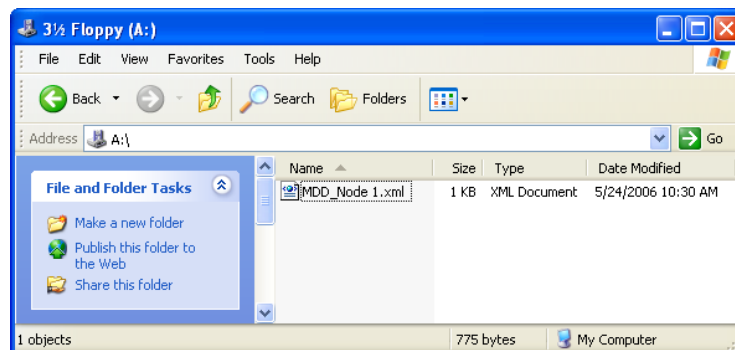 3½ Floppy (A:)
File Edit View Favorites Tools Help
Back Search Folders
Address A:\ Go
File and Folder Tasks
Make a new folder
Publish this folder to
the Web
Share this folder
Name Size Type Date Modified
MDD_Node 1.xml 1 KB XML Document 5/24/2006 10:30 AM
1 objects 775 bytes My Computer